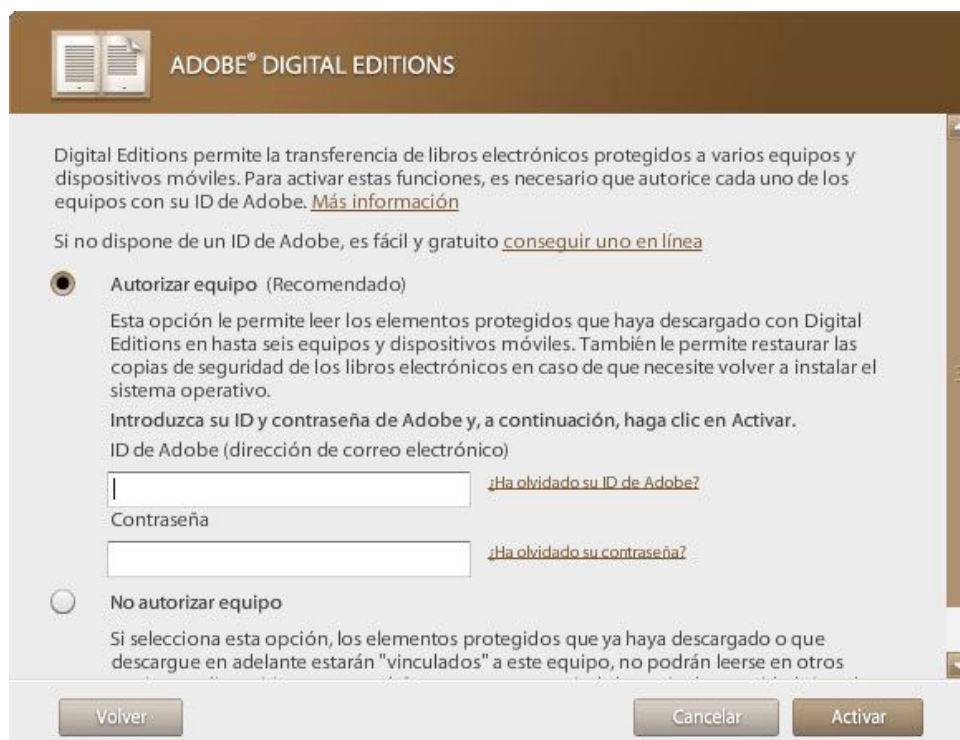 ADOBE® DIGITAL EDITIONS
Digital Editions permite la transferencia de libros electrónicos protegidos a varios equipos y
dispositivos móviles. Para activar estas funciones, es necesario que autorice cada uno de los
equipos con su ID de Adobe. Más información
Si no dispone de un ID de Adobe, es fácil y gratuito conseguir uno en línea
Autorizar equipo (Recomendado)
Esta opción le permite leer los elementos protegidos que haya descargado con Digital
Editions en hasta seis equipos y dispositivos móviles. También le permite restaurar las
copias de seguridad de los libros electrónicos en caso de que necesite volver a instalar el
sistema operativo.
Introduzca su ID y contraseña de Adobe y, a continuación, haga clic en Activar.
ID de Adobe (dirección de correo electrónico)
¿Ha olvidado su ID de Adobe?
Contraseña
¿Ha olvidado su contraseña?
No autorizar equipo
Si selecciona esta opción, los elementos protegidos que ya haya descargado o que
descargue en adelante estarán "vinculados" a este equipo, no podrán leerse en otros
Volver
Cancelar
Activar